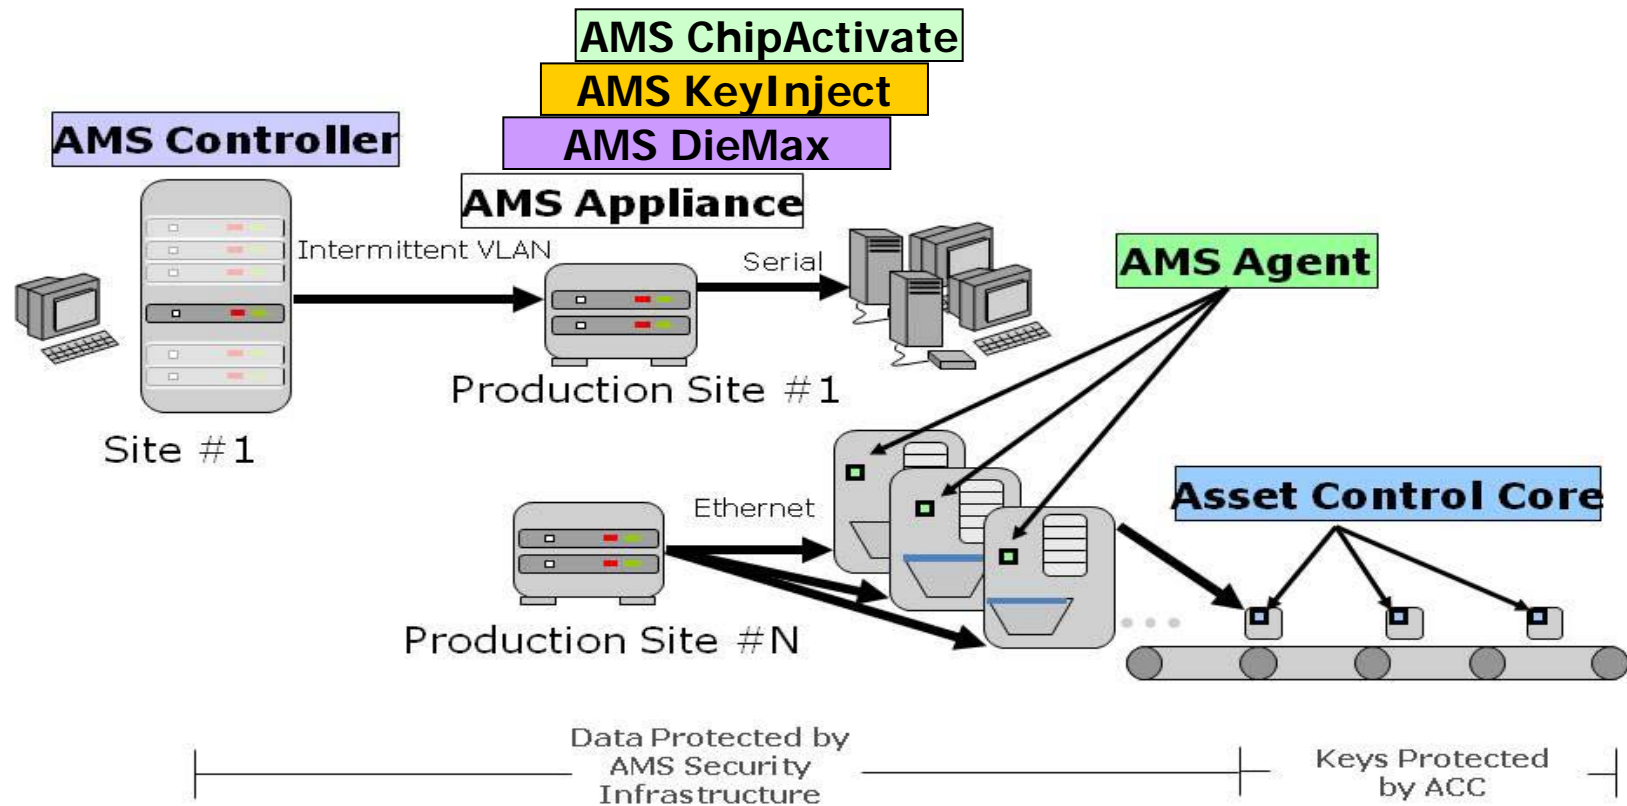 AMS ChipActivate
AMS KeyInject
AMS Controller
AMS DieMax
AMS Appliance
Intermittent VLAN
Serial
AMS Agent
Production Site #1
Site #1
Ethernet
Asset Control Core
Production Site #N
Data Protected by
AMS Security
Infrastructure
Keys Protected
by ACC